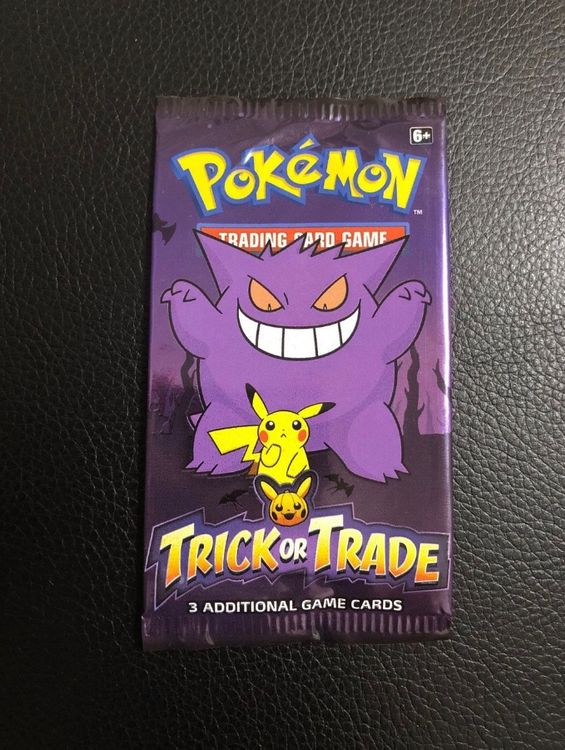 6+
POKéMON
TM
TRADING CARD GAME
TRICK OR TRADE
3 ADDITIONAL GAME CARDS